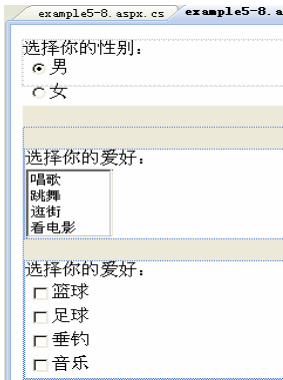 example5-8.aspx.cs example5-8.aspx
选择你的性别：
男
女
选择你的爱好：
唱歌
跳舞
逛街
看电影
选择你的爱好：
篮球
足球
垂钓
音乐